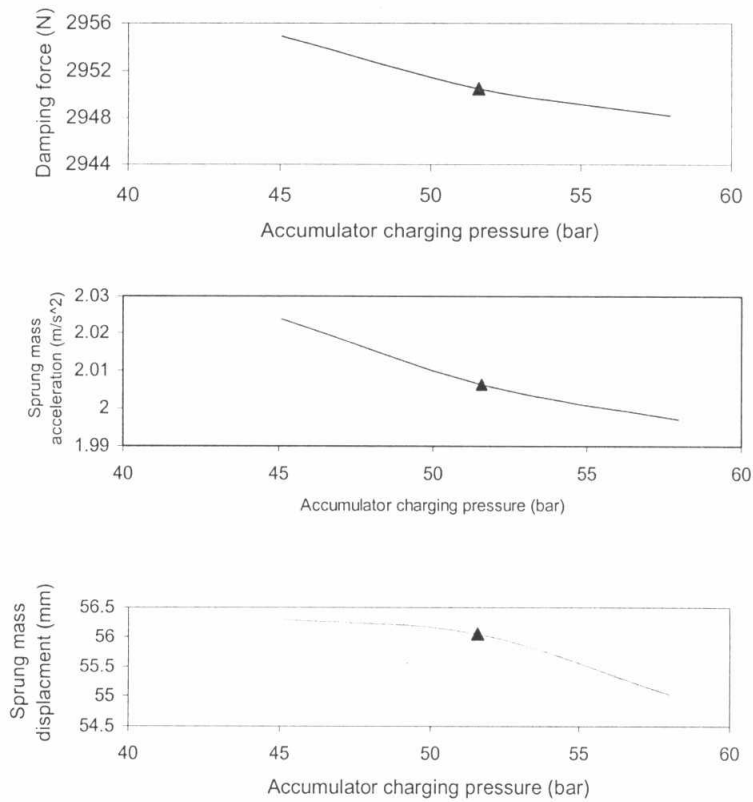 Damping force (N)
2956
2952
2948
2944
40 45 50 55 60
Accumulator charging pressure (bar)
Sprung mass
acceleration (m/s^2)
2.03
2.02
2.01
2
1.99
40 45 50 55 60
Accumulator charging pressure (bar)
Sprung mass
displacment (mm)
56.5
56
55.5
55
54.5
40 45 50 55 60
Accumulator charging pressure (bar)